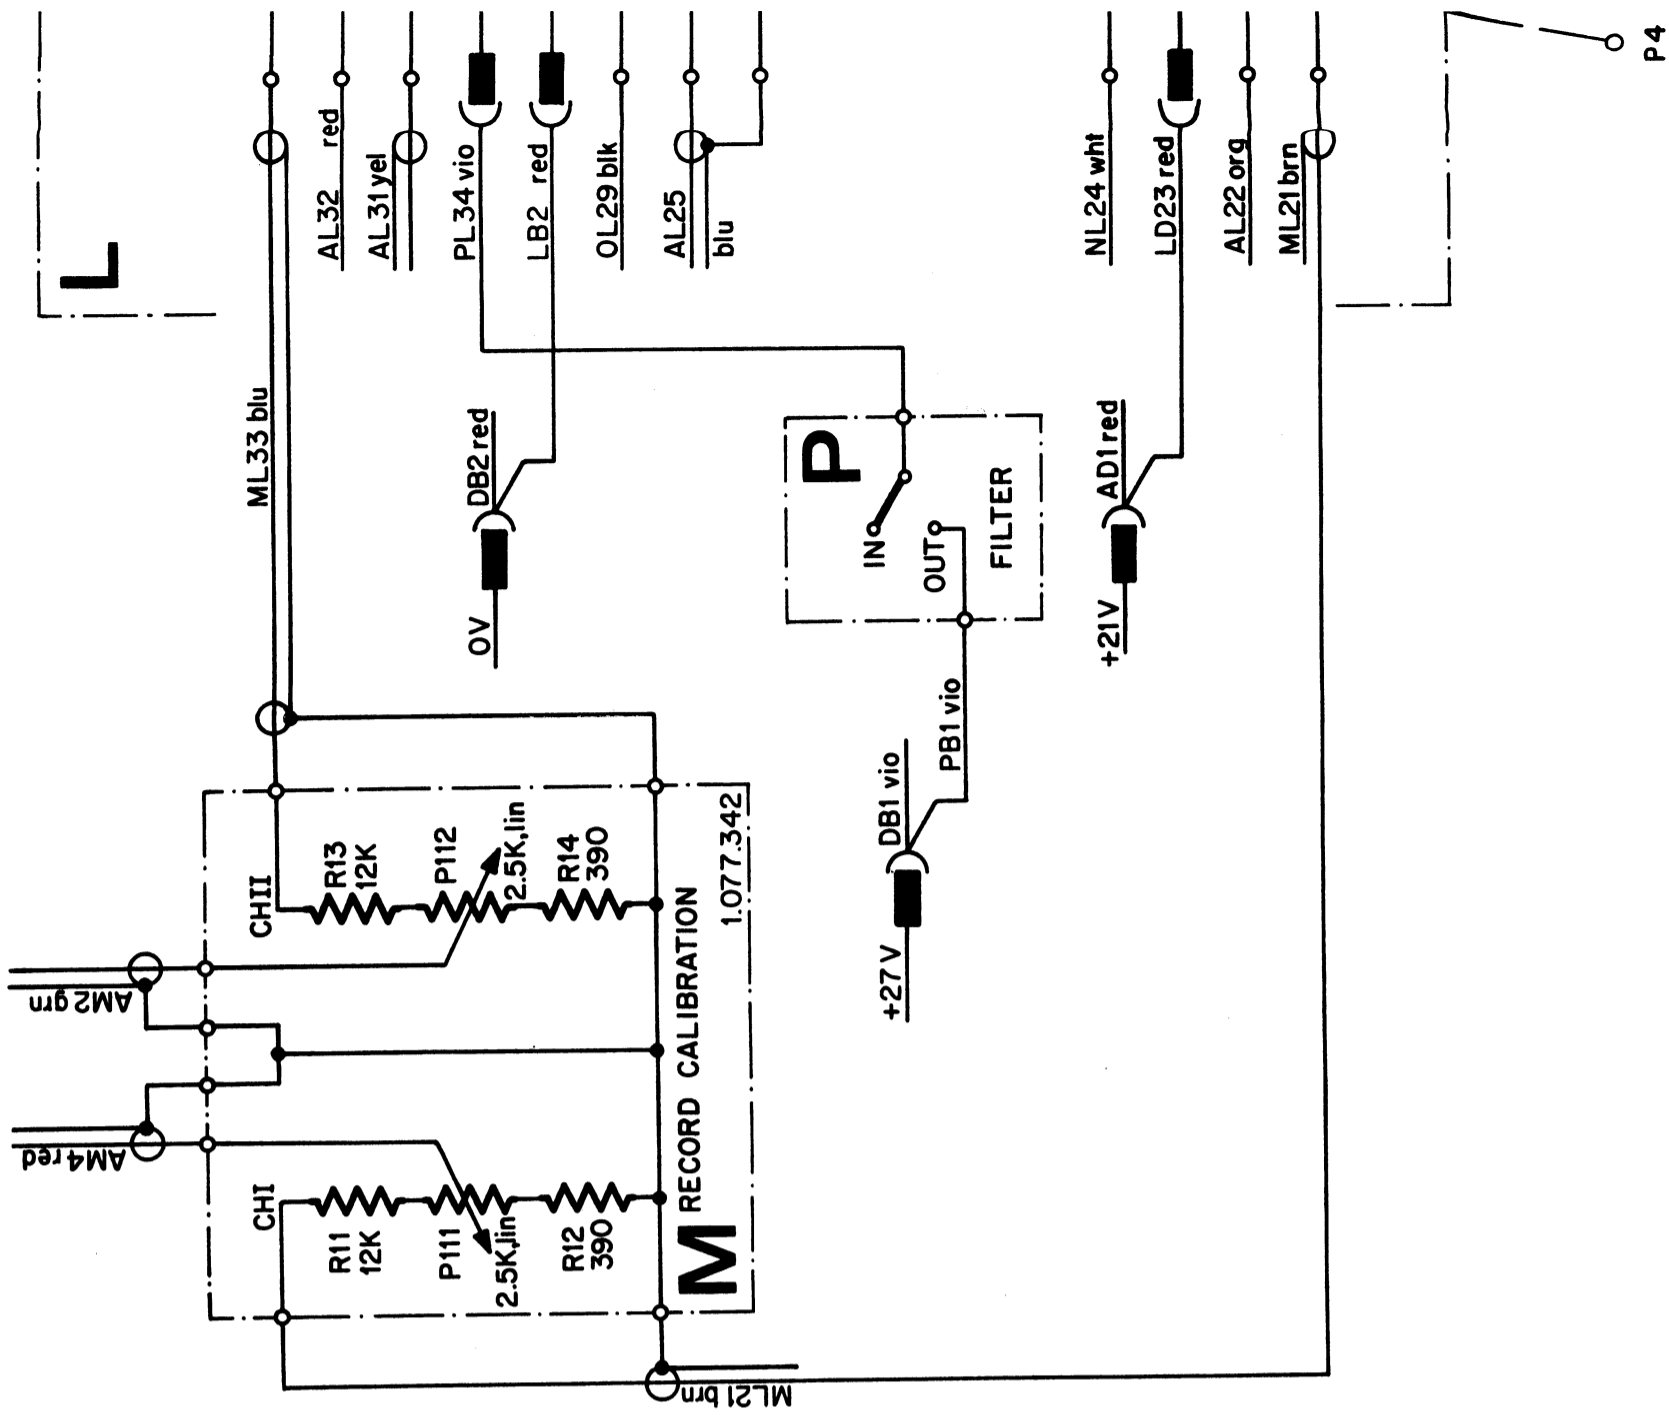 P4
L
AL32 red
AL31 yel
PL34 vio
LB2 red
OL29 blk
AL25
blu
NL24 wht
LD23 red
AL22 org
ML21 brn
ML33 blu
DB2 red
0V
P
IN
OUT
FILTER
AD1 red
+21V
PB1 vio
DB1 vio
+27V
CHII
R13
12K
P112
2.5K,lin
R14
390
1.077.342
AM2 grn
AM4 red
CHI
R11
12K
P111
2.5K,lin
R12
390
M
RECORD CALIBRATION
ML21 brn